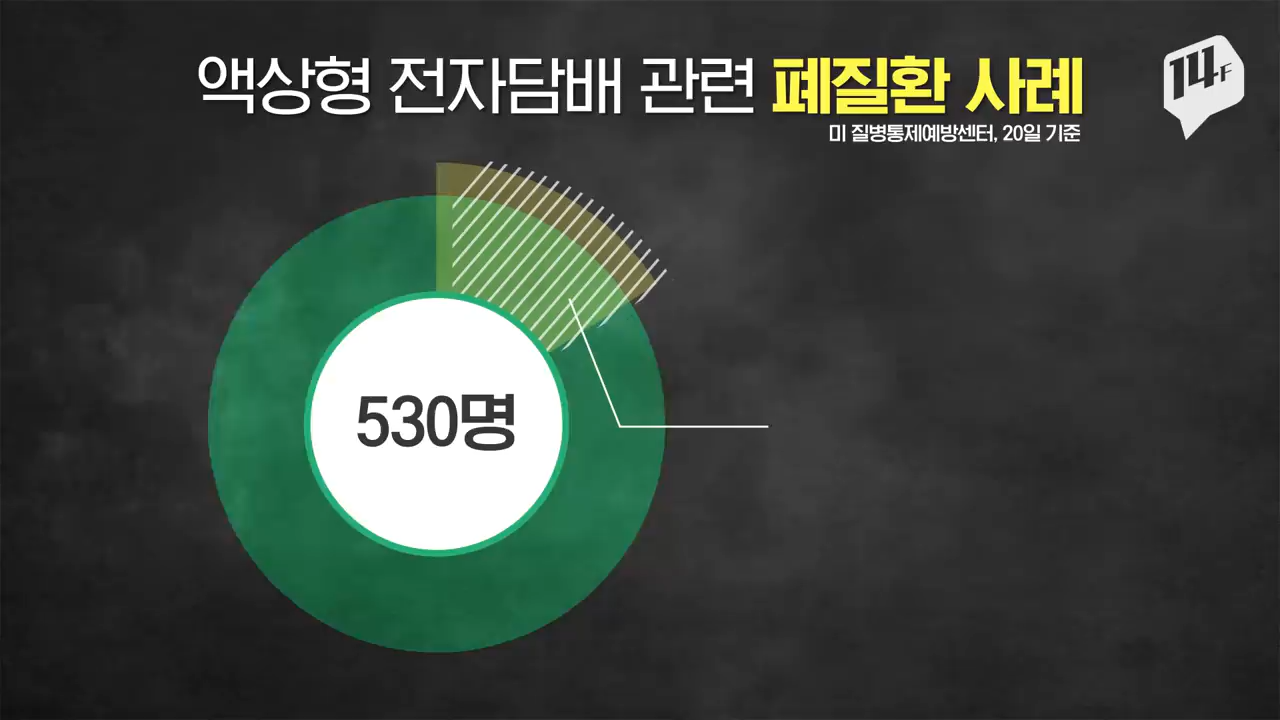 액상형 전자담배 관련 폐질환 사례
14F
미 질병통제예방센터, 20일 기준
530명